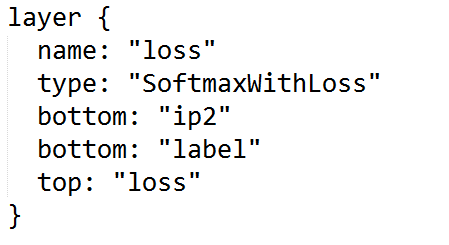 layer {
  name: "loss"
  type: "SoftmaxWithLoss"
  bottom: "ip2"
  bottom: "label"
  top: "loss"
}